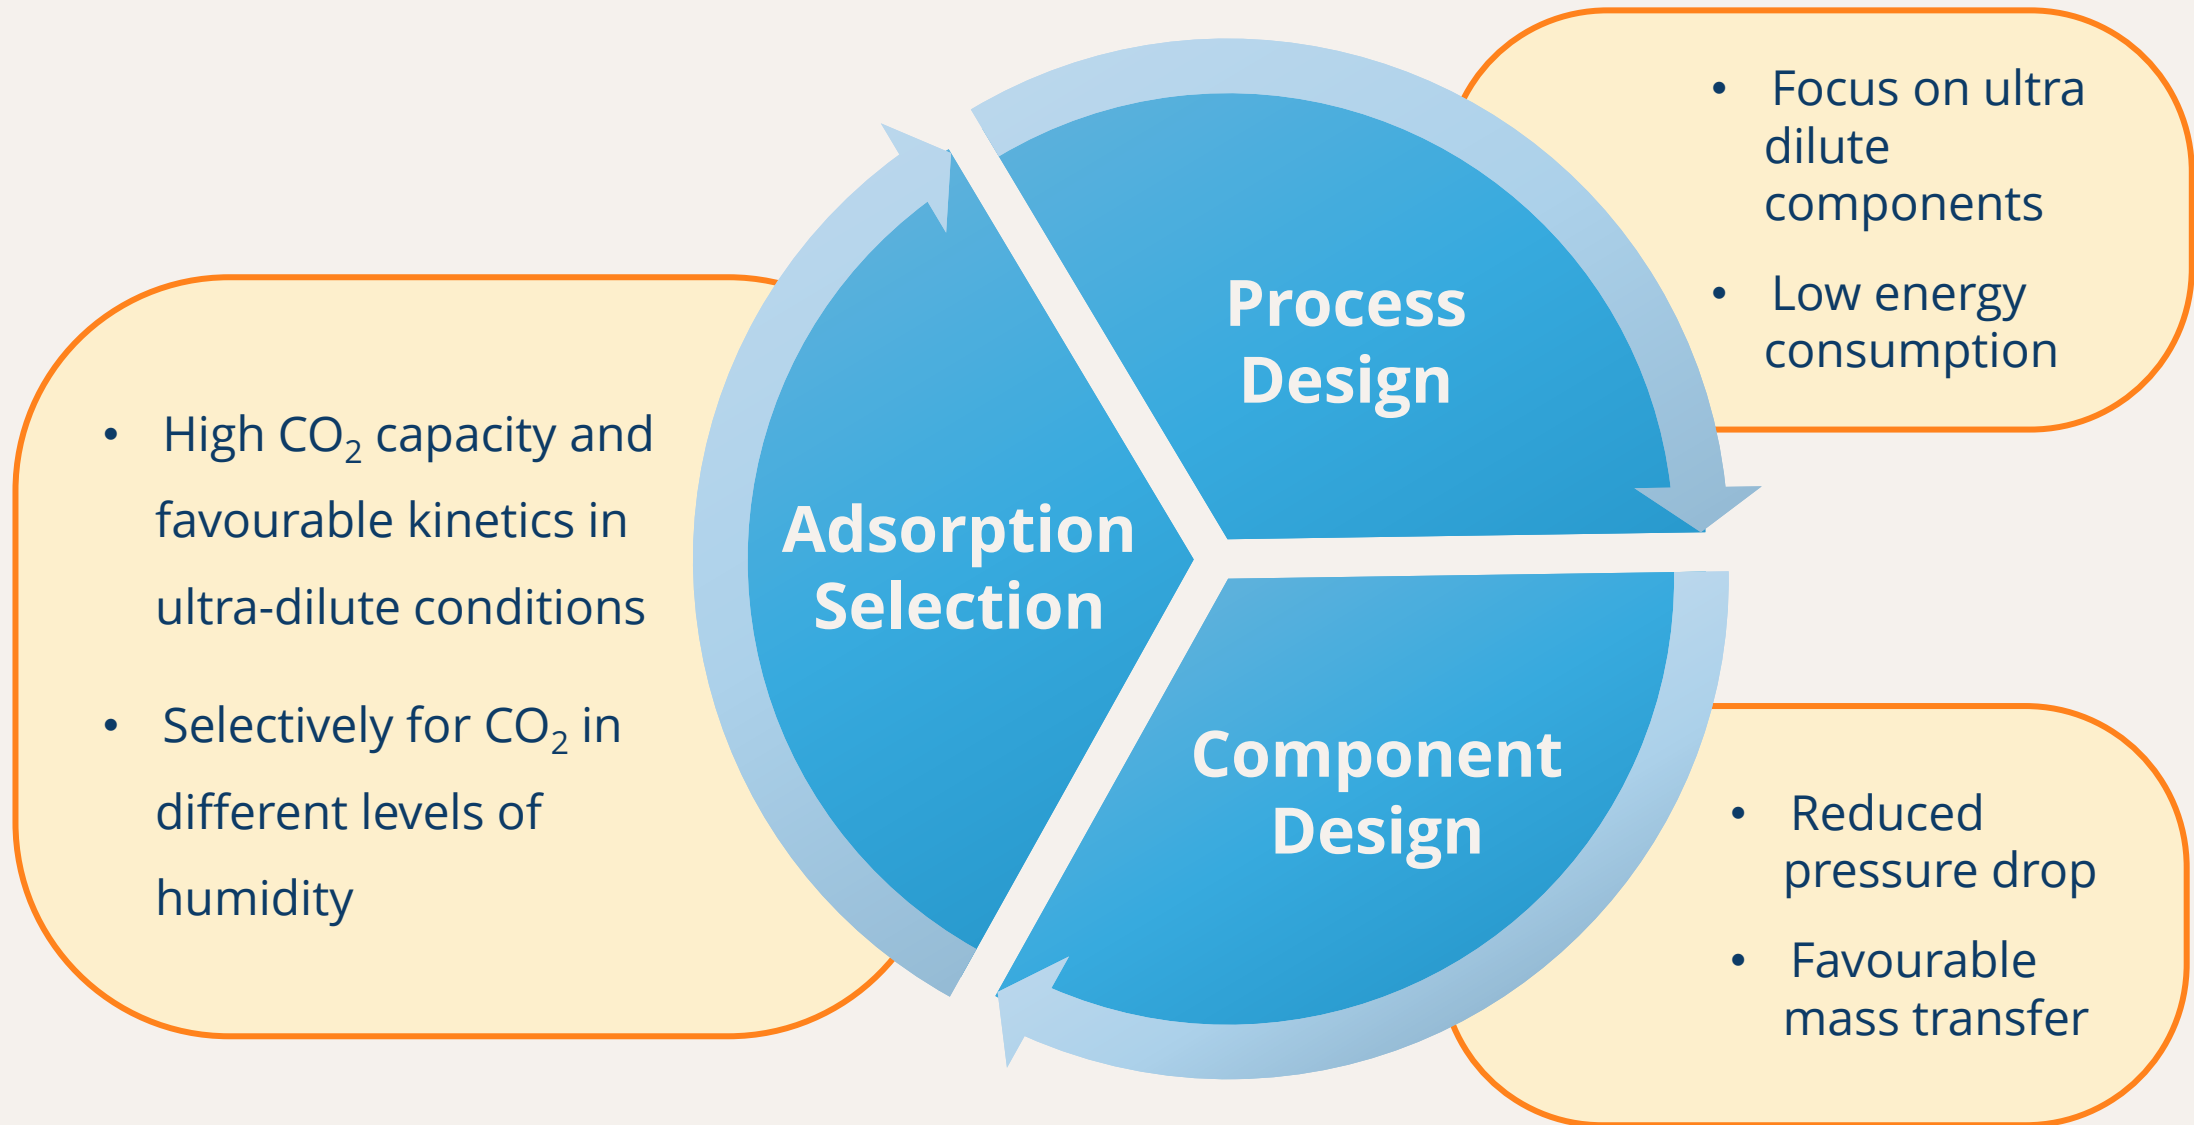 • Focus on ultra
dilute
components
• Low energy
consumption
Process
Design
• High CO₂ capacity and
favourable kinetics in
ultra-dilute conditions
• Selectively for CO₂ in
different levels of
humidity
Adsorption
Selection
Component
Design
• Reduced
pressure drop
• Favourable
mass transfer